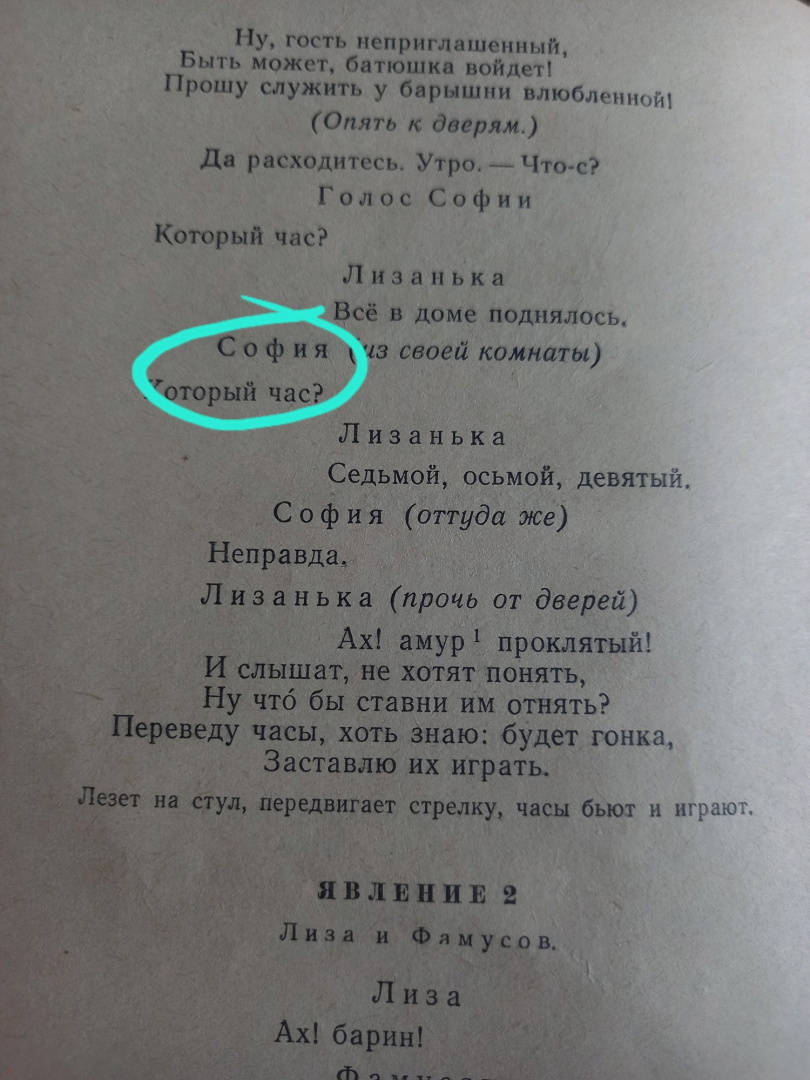 Ну, гость неприглашенный,
Быть может, батюшка войдет!
Прошу служить у барышни влюбленной!
(Опять к дверям.)
Да расходитесь. Утро. — Что-с?
Голос Софии
Который час?
Лизанька
Всё в доме поднялось.
София (из своей комнаты)
Который час?
Лизанька
Седьмой, осьмой, девятый.
София (оттуда же)
Неправда.
Лизанька (прочь от дверей)
Ах! амур ¹ проклятый!
И слышат, не хотят понять,
Ну что́ бы ставни им отнять?
Переведу часы, хоть знаю: будет гонка,
Заставлю их играть.
Лезет на стул, передвигает стрелку, часы бьют и играют.
ЯВЛЕНИЕ 2
Лиза и Фамусов.
Лиза
Ах! барин!